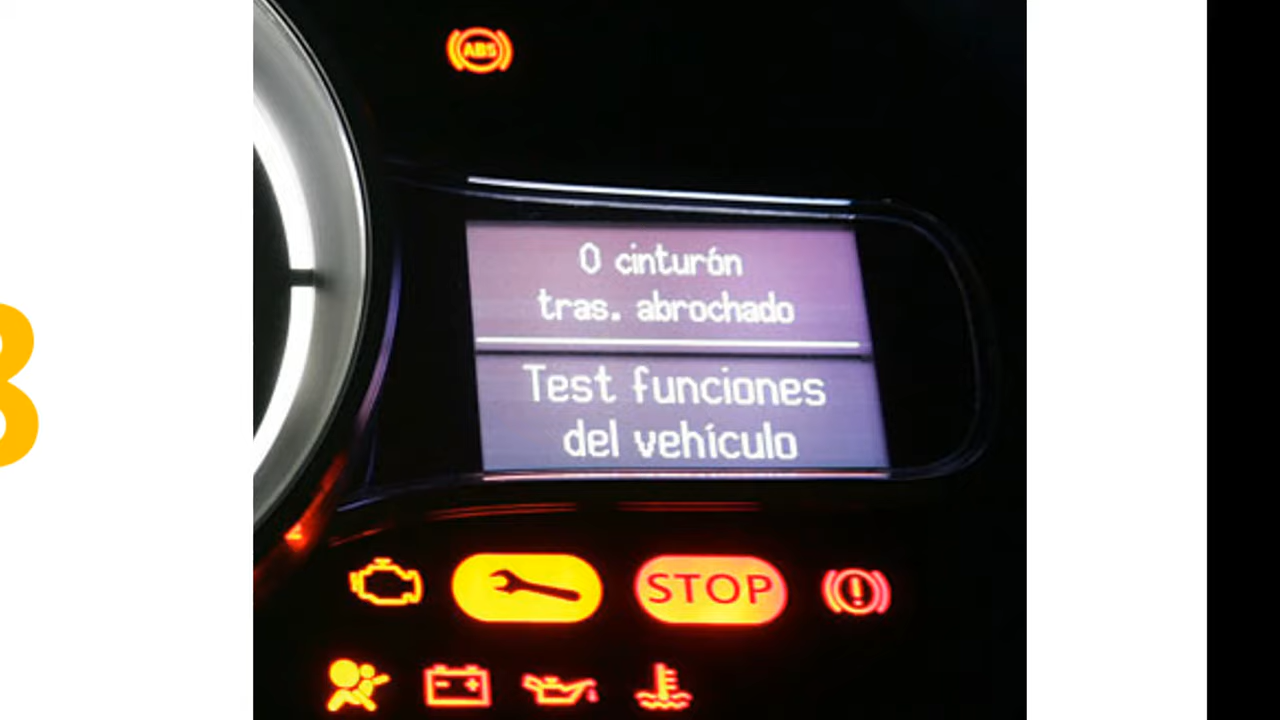 ABS
0 cinturón
tras. abrochado
Test funciones
del vehículo
STOP